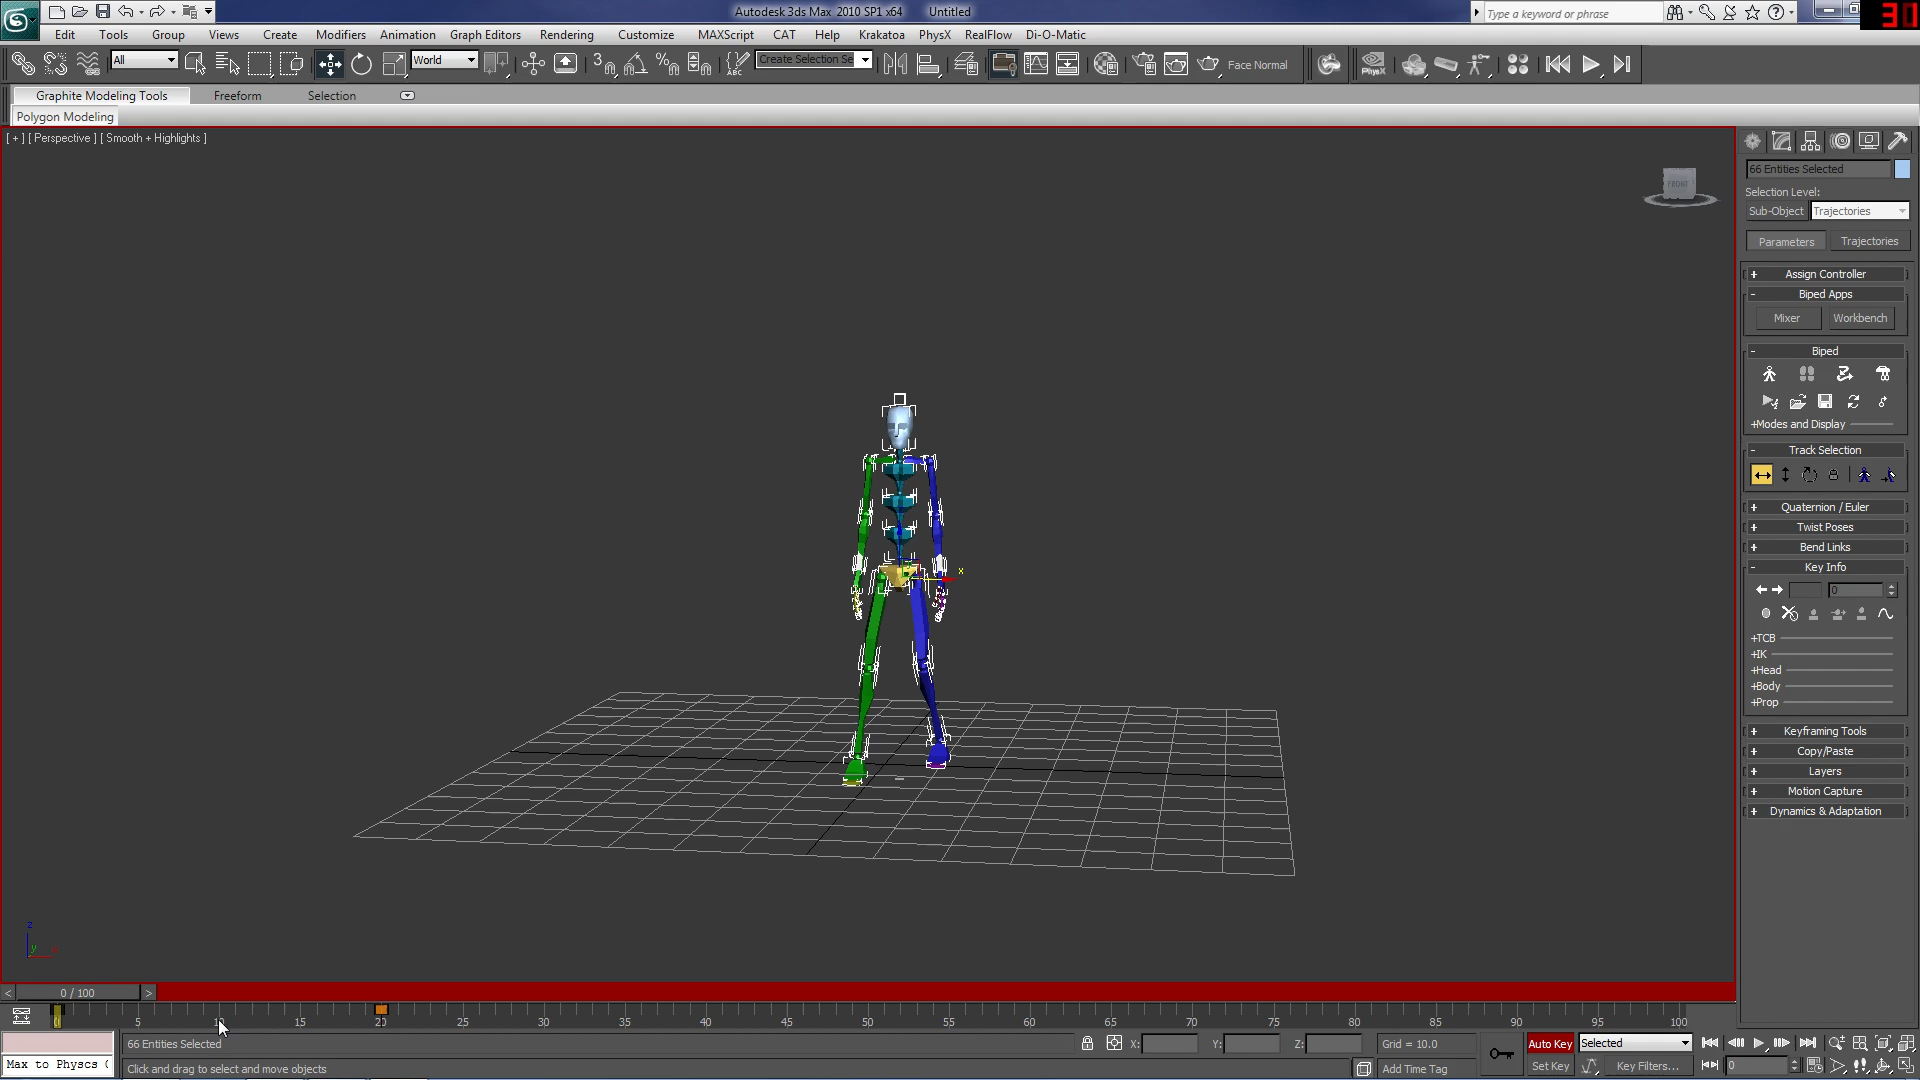 Autodesk 3ds Max 2010 SP1 x64 Untitled
Type a keyword or phrase
30
Edit Tools Group Views Create Modifiers Animation Graph Editors Rendering Customize MAXScript CAT Help Krakatoa PhysX RealFlow Di-O-Matic
All World Create Selection Se Face Normal
Graphite Modeling Tools Freeform Selection
Polygon Modeling
[ + ] [ Perspective ] [ Smooth + Highlights ]
66 Entities Selected
FRONT
Selection Level:
Sub-Object Trajectories
Parameters Trajectories
+ Assign Controller
- Biped Apps
Mixer Workbench
- Biped
+Modes and Display
- Track Selection
+ Quaternion / Euler
+ Twist Poses
+ Bend Links
- Key Info
0
+TCB
+IK
+Head
+Body
+Prop
+ Keyframing Tools
+ Copy/Paste
+ Layers
+ Motion Capture
+ Dynamics & Adaptation
x
z
y
< 0 / 100 >
5 10 15 20 25 30 35 40 45 50 55 60 65 70 75 80 85 90 95 100
66 Entities Selected X: Y: Z: Grid = 10.0 Auto Key Selected
Max to Physcs ( Click and drag to select and move objects Add Time Tag Set Key Key Filters... 0